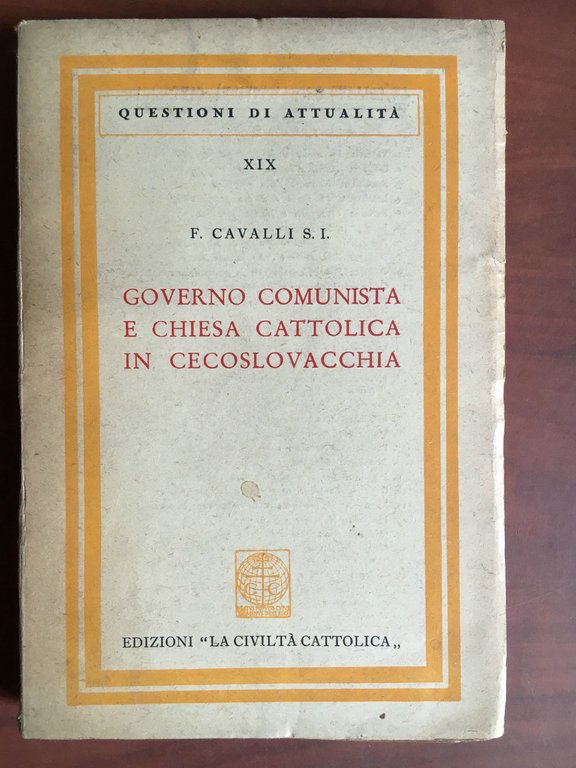 QUESTIONI DI ATTUALITÀ
XIX
F. CAVALLI S. I.
GOVERNO COMUNISTA
E CHIESA CATTOLICA
IN CECOSLOVACCHIA
EDIZIONI "LA CIVILTÀ CATTOLICA„